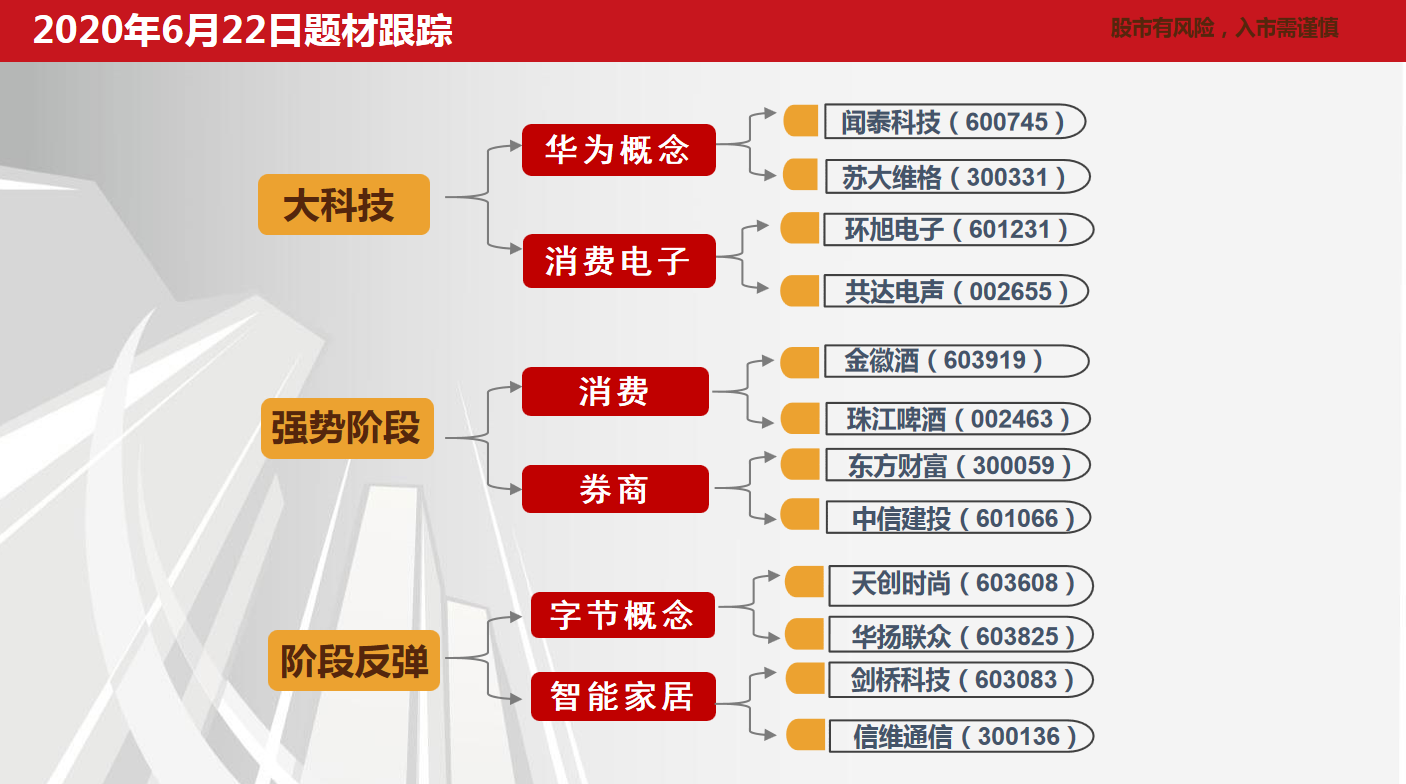 2020年6月22日题材跟踪
股市有风险，入市需谨慎
大科技
华为概念
闻泰科技（600745）
苏大维格（300331）
消费电子
环旭电子（601231）
共达电声（002655）
强势阶段
消费
金徽酒（603919）
珠江啤酒（002463）
券商
东方财富（300059）
中信建投（601066）
阶段反弹
字节概念
天创时尚（603608）
华扬联众（603825）
智能家居
剑桥科技（603083）
信维通信（300136）